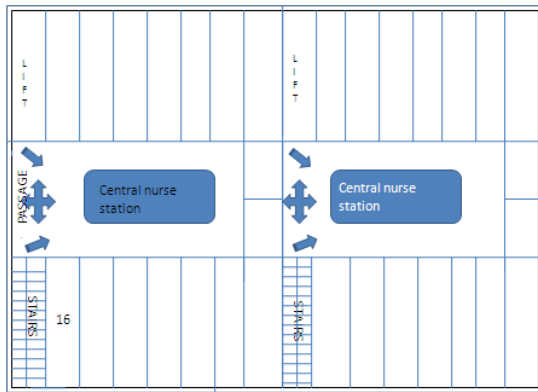 LIFT
LIFT
PASSAGE
Central nurse
station
Central nurse
station
STAIRS
16
STAIRS